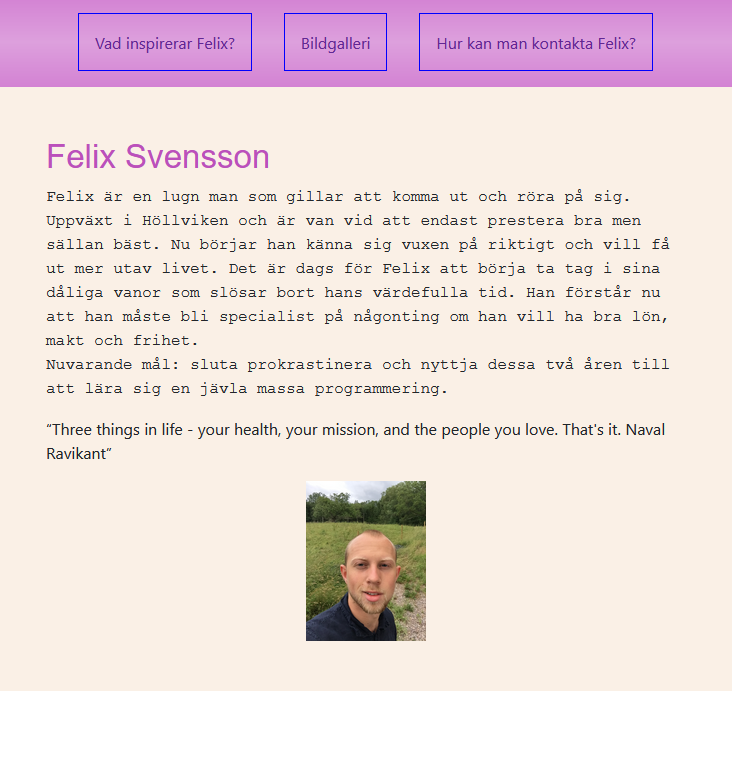 Vad inspirerar Felix?
Bildgalleri
Hur kan man kontakta Felix?
Felix Svensson
Felix är en lugn man som gillar att komma ut och röra på sig.
Uppväxt i Höllviken och är van vid att endast prestera bra men
sällan bäst. Nu börjar han känna sig vuxen på riktigt och vill få
ut mer utav livet. Det är dags för Felix att börja ta tag i sina
dåliga vanor som slösar bort hans värdefulla tid. Han förstår nu
att han måste bli specialist på någonting om han vill ha bra lön,
makt och frihet.
Nuvarande mål: sluta prokrastinera och nyttja dessa två åren till
att lära sig en jävla massa programmering.
“Three things in life - your health, your mission, and the people you love. That's it. Naval
Ravikant”